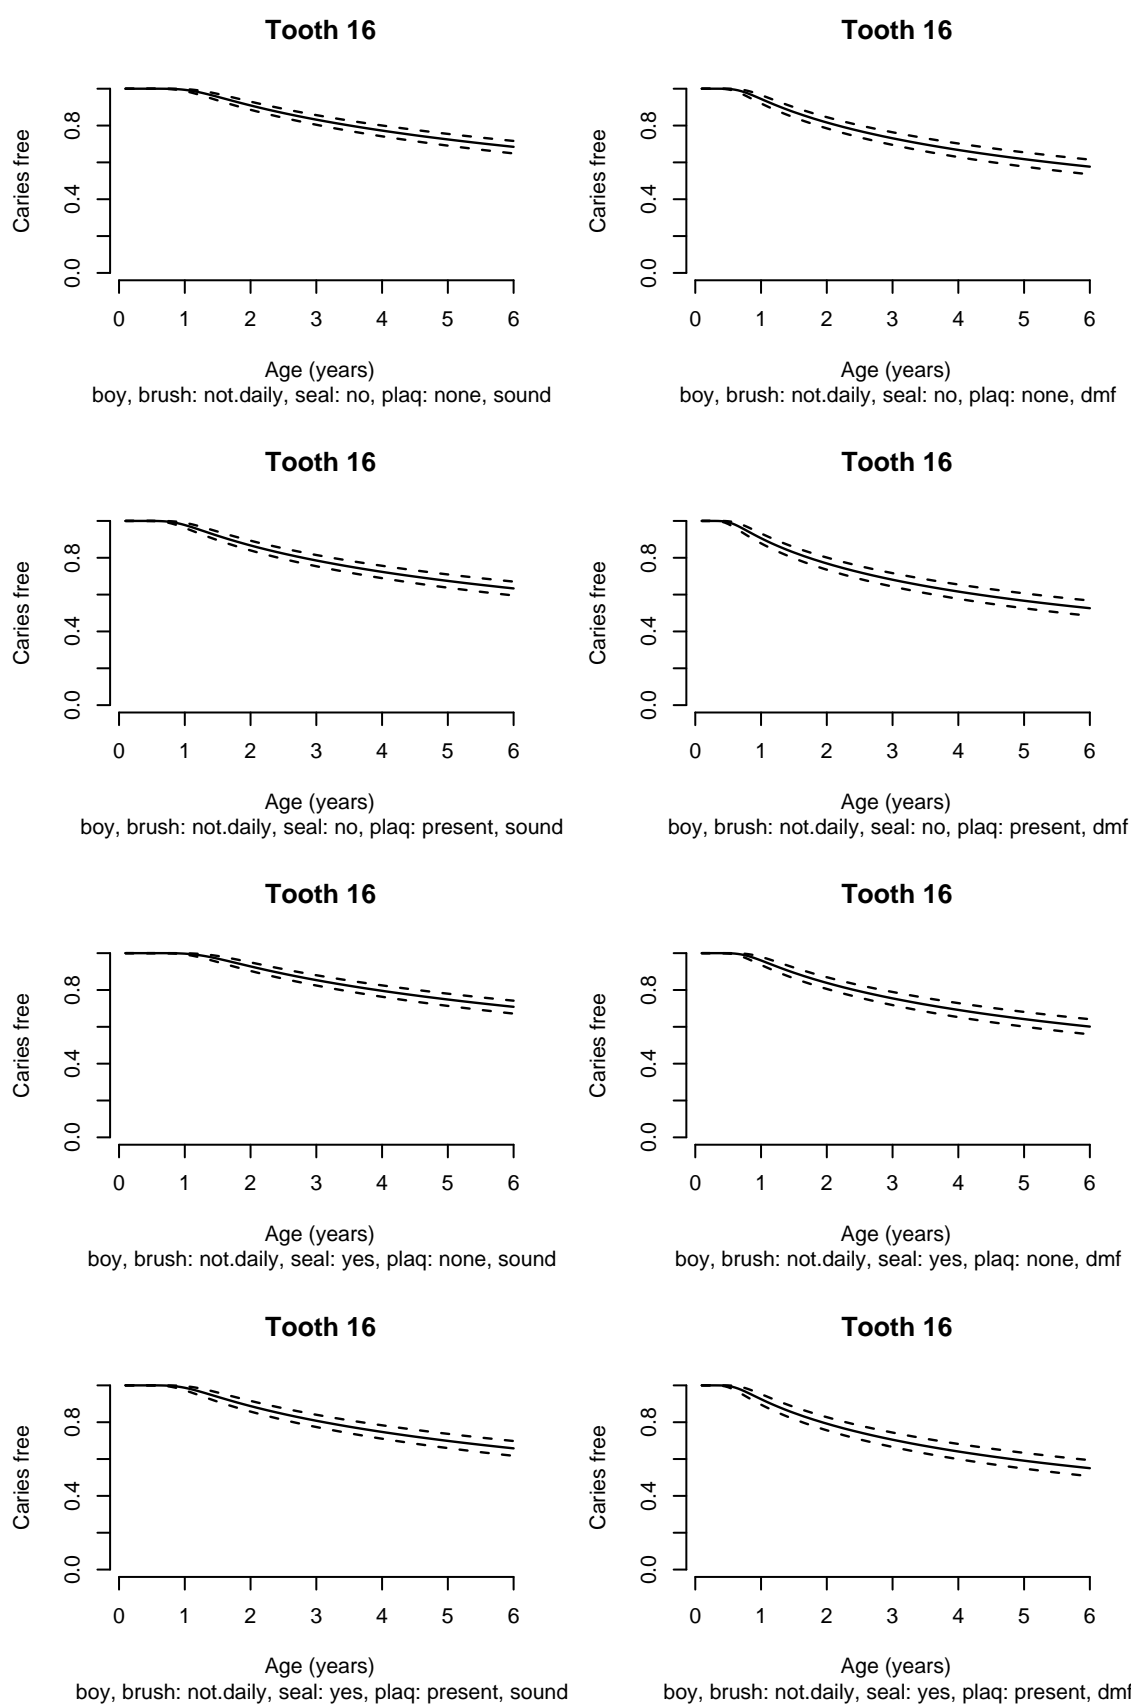 Tooth 16
Caries free
0.0 0.4 0.8
0 1 2 3 4 5 6
Age (years)
boy, brush: not.daily, seal: no, plaq: none, sound
Tooth 16
Caries free
0.0 0.4 0.8
0 1 2 3 4 5 6
Age (years)
boy, brush: not.daily, seal: no, plaq: none, dmf
Tooth 16
Caries free
0.0 0.4 0.8
0 1 2 3 4 5 6
Age (years)
boy, brush: not.daily, seal: no, plaq: present, sound
Tooth 16
Caries free
0.0 0.4 0.8
0 1 2 3 4 5 6
Age (years)
boy, brush: not.daily, seal: no, plaq: present, dmf
Tooth 16
Caries free
0.0 0.4 0.8
0 1 2 3 4 5 6
Age (years)
boy, brush: not.daily, seal: yes, plaq: none, sound
Tooth 16
Caries free
0.0 0.4 0.8
0 1 2 3 4 5 6
Age (years)
boy, brush: not.daily, seal: yes, plaq: none, dmf
Tooth 16
Caries free
0.0 0.4 0.8
0 1 2 3 4 5 6
Age (years)
boy, brush: not.daily, seal: yes, plaq: present, sound
Tooth 16
Caries free
0.0 0.4 0.8
0 1 2 3 4 5 6
Age (years)
boy, brush: not.daily, seal: yes, plaq: present, dmf